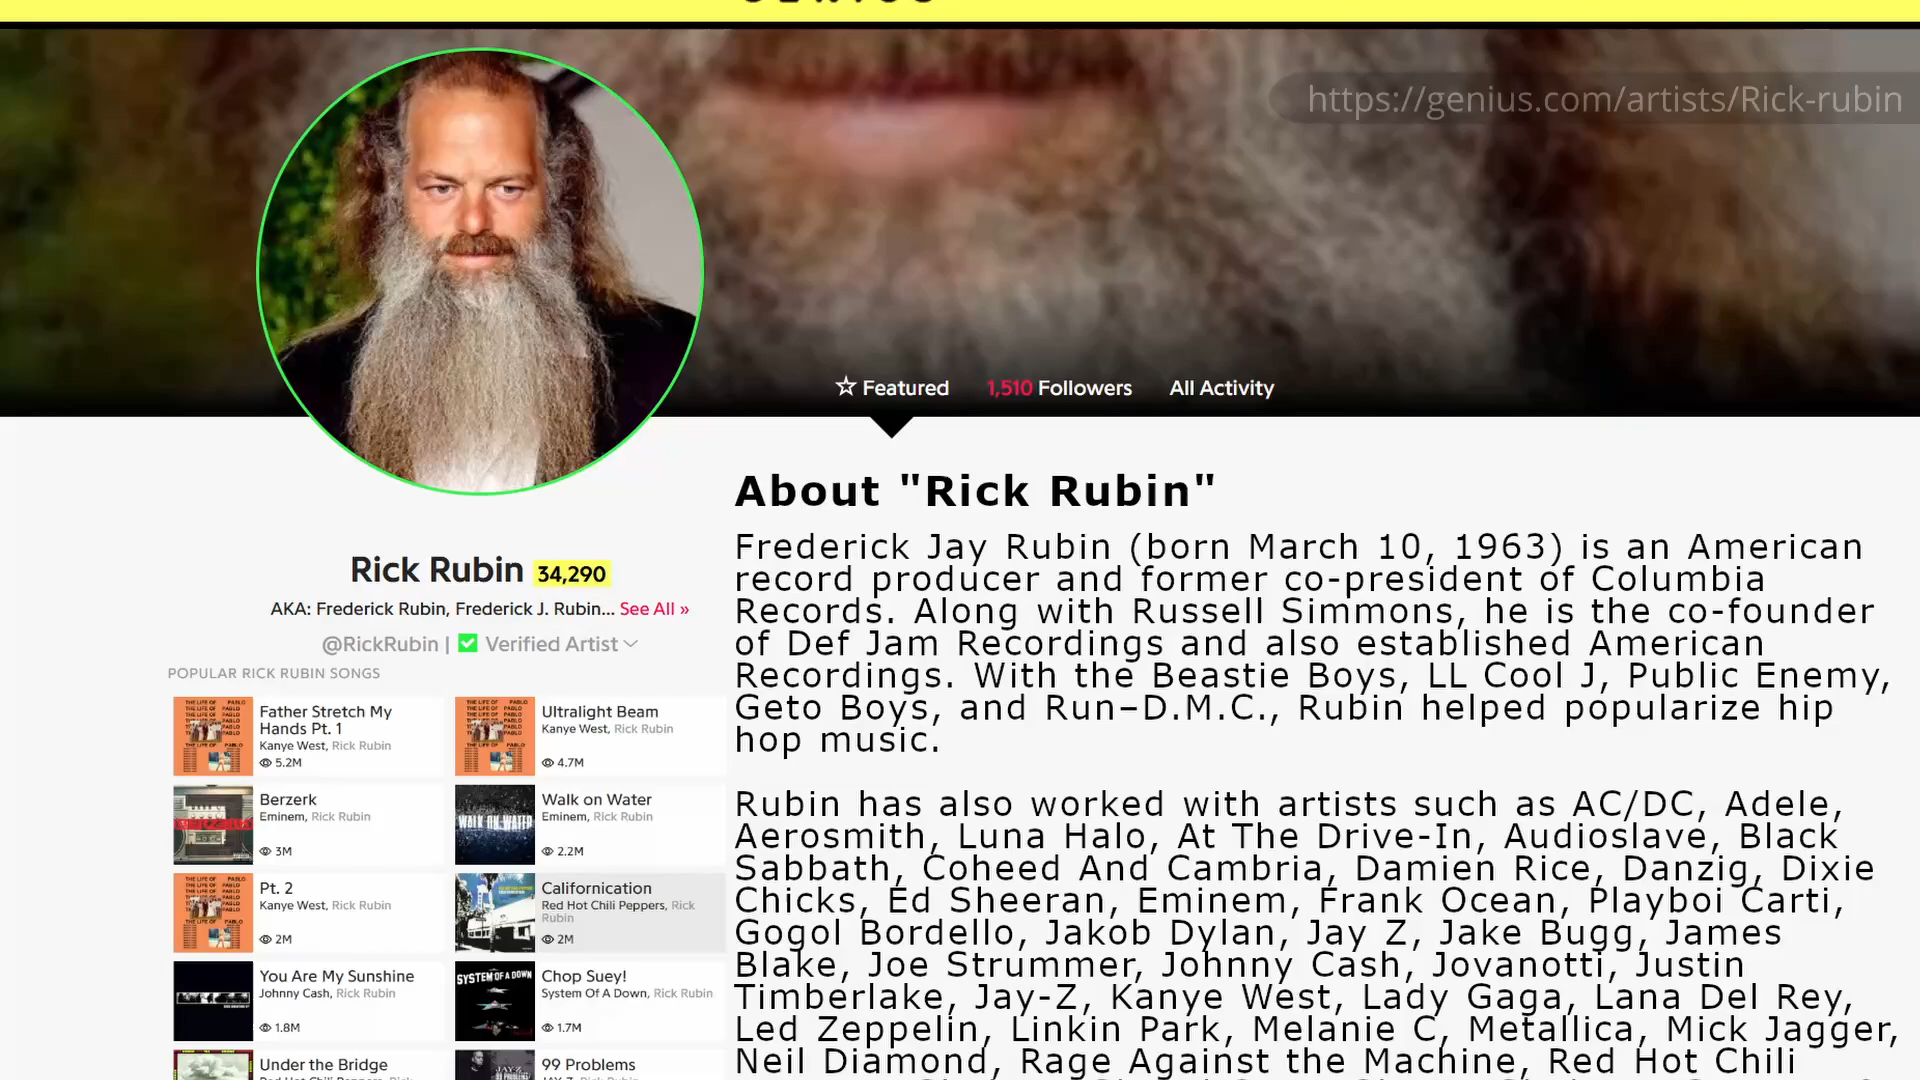 https://genius.com/artists/Rick-rubin
Featured
1,510 Followers
All Activity
Rick Rubin 34,290
AKA: Frederick Rubin, Frederick J. Rubin... See All »
@RickRubin | Verified Artist
POPULAR RICK RUBIN SONGS
Father Stretch My
Hands Pt. 1
Kanye West, Rick Rubin
5.2M
Ultralight Beam
Kanye West, Rick Rubin
4.7M
Berzerk
Eminem, Rick Rubin
3M
Walk on Water
Eminem, Rick Rubin
2.2M
WALK ON WATER
Pt. 2
Kanye West, Rick Rubin
2M
Californication
Red Hot Chili Peppers, Rick
Rubin
2M
You Are My Sunshine
Johnny Cash, Rick Rubin
1.8M
SYSTEM OF A DOWN
Chop Suey!
System Of A Down, Rick Rubin
1.7M
Under the Bridge
99 Problems
About "Rick Rubin"
Frederick Jay Rubin (born March 10, 1963) is an American
record producer and former co-president of Columbia
Records. Along with Russell Simmons, he is the co-founder
of Def Jam Recordings and also established American
Recordings. With the Beastie Boys, LL Cool J, Public Enemy,
Geto Boys, and Run–D.M.C., Rubin helped popularize hip
hop music.
Rubin has also worked with artists such as AC/DC, Adele,
Aerosmith, Luna Halo, At The Drive-In, Audioslave, Black
Sabbath, Coheed And Cambria, Damien Rice, Danzig, Dixie
Chicks, Ed Sheeran, Eminem, Frank Ocean, Playboi Carti,
Gogol Bordello, Jakob Dylan, Jay Z, Jake Bugg, James
Blake, Joe Strummer, Johnny Cash, Jovanotti, Justin
Timberlake, Jay-Z, Kanye West, Lady Gaga, Lana Del Rey,
Led Zeppelin, Linkin Park, Melanie C, Metallica, Mick Jagger,
Neil Diamond, Rage Against the Machine, Red Hot Chili